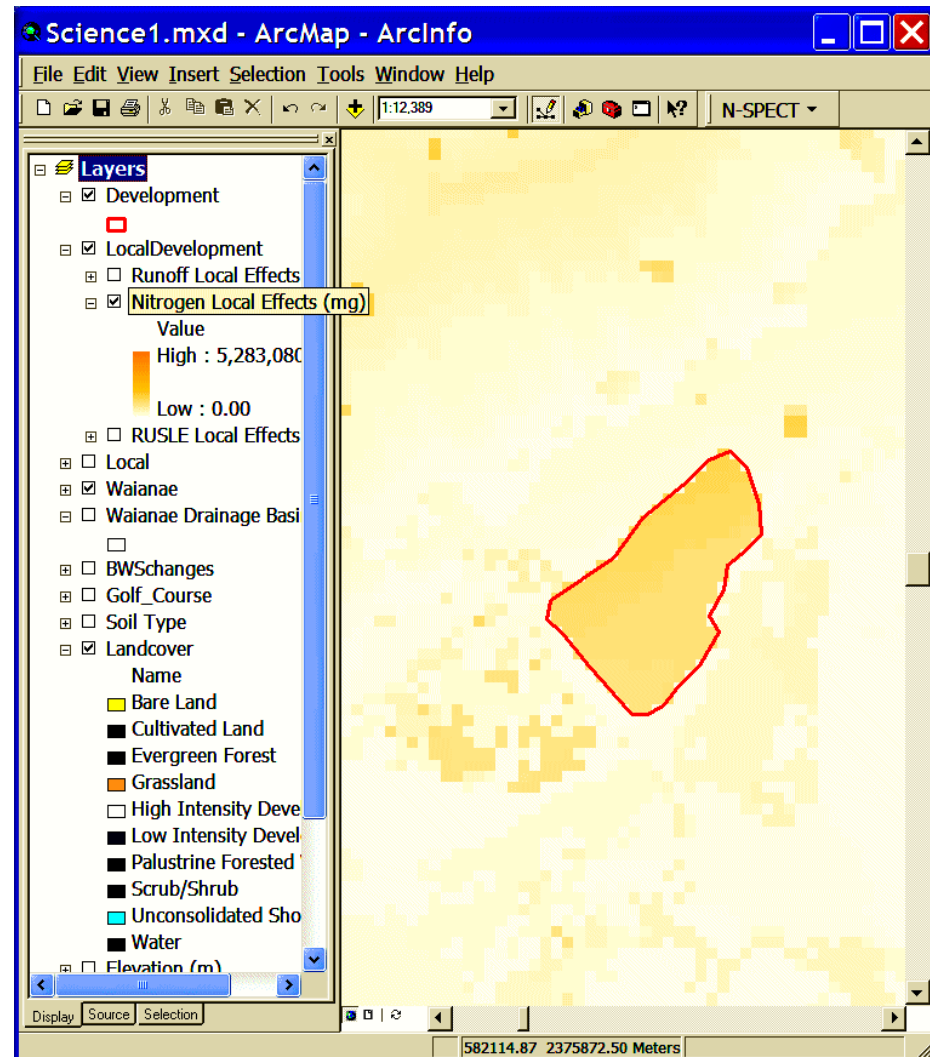 Science1.mxd - ArcMap - ArcInfo
File Edit View Insert Selection Tools Window Help
1:12,389
N-SPECT
Layers
Development
LocalDevelopment
Runoff Local Effects
Nitrogen Local Effects (mg)
Value
High : 5,283,080
Low : 0.00
RUSLE Local Effects
Local
Waianae
Waianae Drainage Basi
BWSchanges
Golf_Course
Soil Type
Landcover
Name
Bare Land
Cultivated Land
Evergreen Forest
Grassland
High Intensity Deve
Low Intensity Devel
Palustrine Forested
Scrub/Shrub
Unconsolidated Sho
Water
Elevation (m)
Display Source Selection
582114.87 2375872.50 Meters